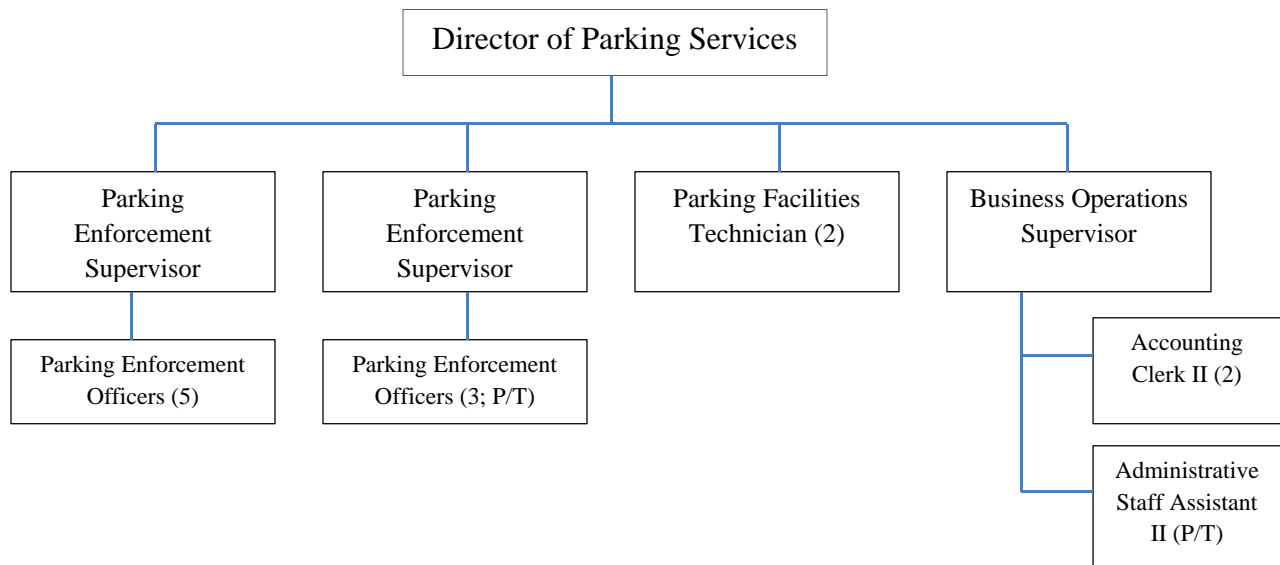 Director of Parking Services
Parking
Enforcement
Supervisor
Parking
Enforcement
Supervisor
Parking Facilities
Technician (2)
Business Operations
Supervisor
Parking Enforcement
Officers (5)
Parking Enforcement
Officers (3; P/T)
Accounting
Clerk II (2)
Administrative
Staff Assistant
II (P/T)